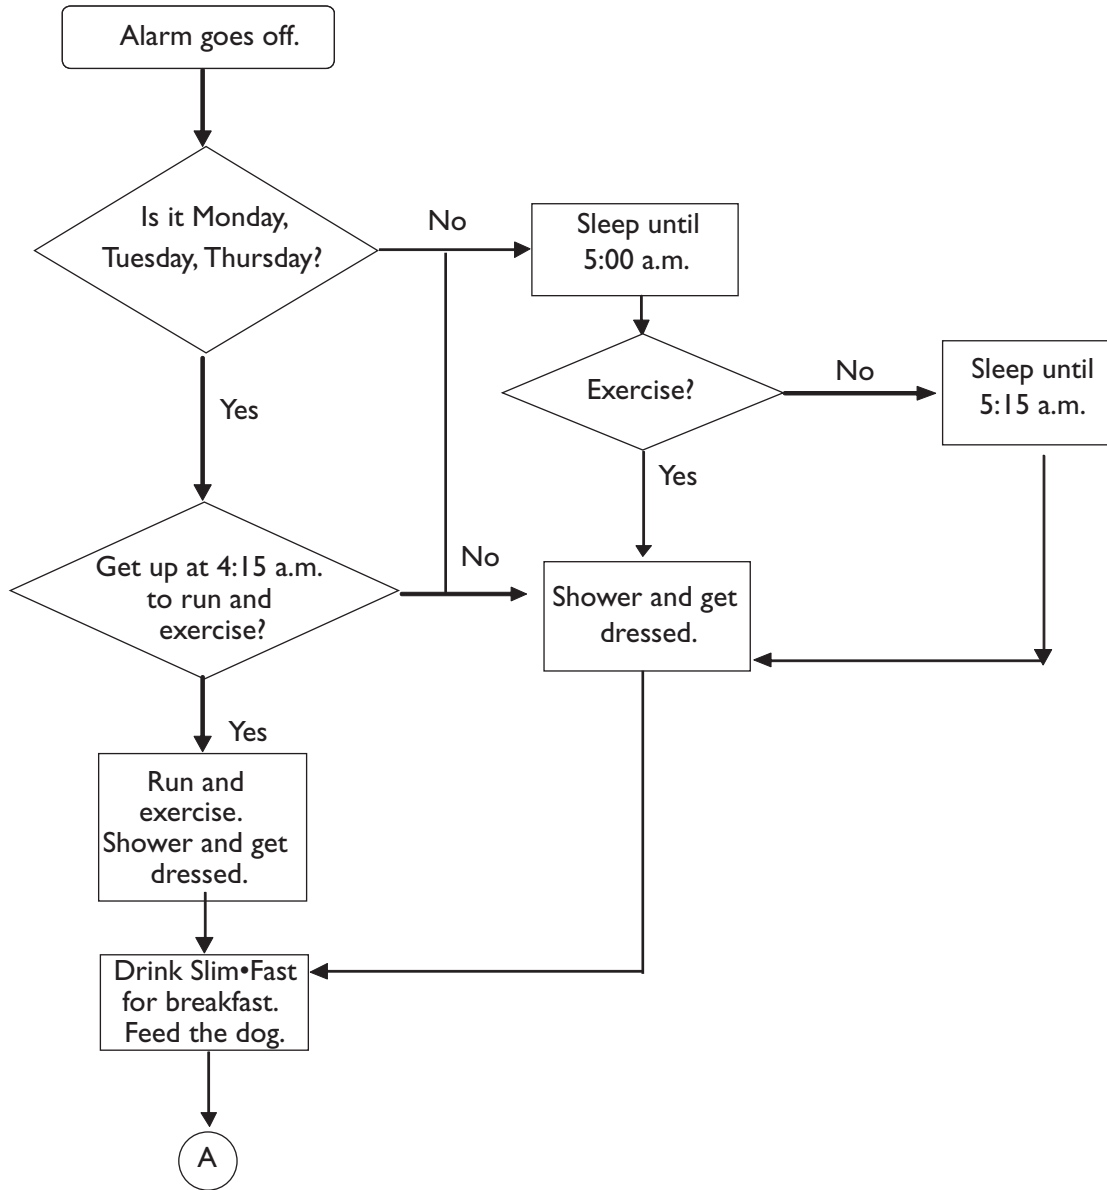 Alarm goes off.
Is it Monday,
Tuesday, Thursday?
No
Sleep until
5:00 a.m.
Exercise?
No
Sleep until
5:15 a.m.
Yes
Yes
Get up at 4:15 a.m.
to run and
exercise?
No
Shower and get
dressed.
Yes
Run and
exercise.
Shower and get
dressed.
Drink Slim•Fast
for breakfast.
Feed the dog.
A